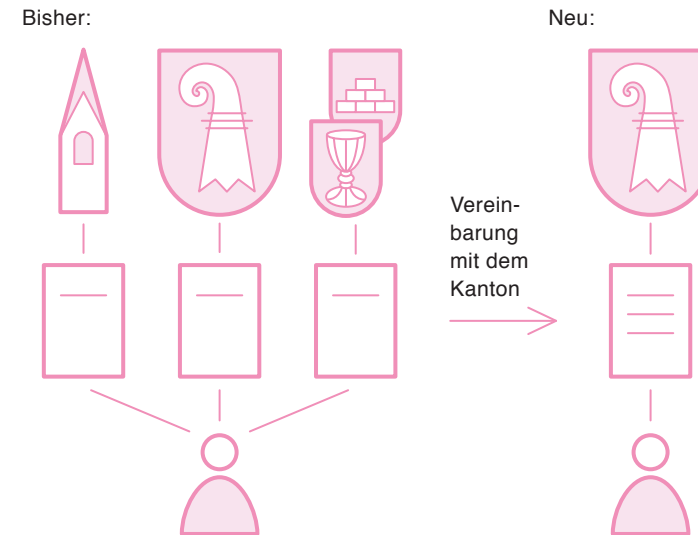 Bisher:
Neu:
Verein-
barung
mit dem
Kanton